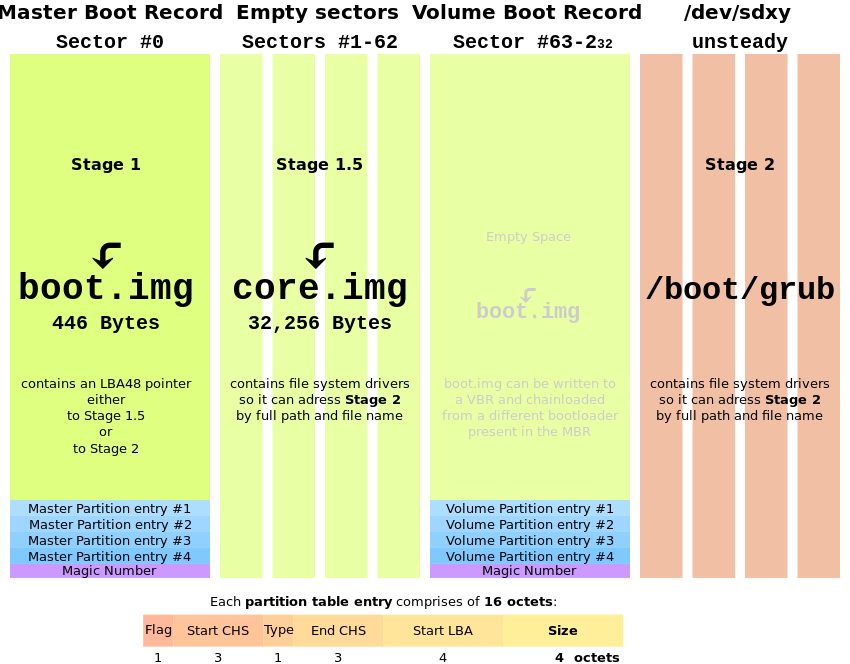 Master Boot Record
Sector #0
Stage 1
boot.img
446 Bytes
contains an LBA48 pointer
either
to Stage 1.5
or
to Stage 2
Master Partition entry #1
Master Partition entry #2
Master Partition entry #3
Master Partition entry #4
Magic Number
Empty sectors
Sectors #1-62
Stage 1.5
core.img
32,256 Bytes
contains file system drivers
so it can adress Stage 2
by full path and file name
Volume Boot Record
Sector #63-2³²
Empty Space
boot.img
boot.img can be written to
a VBR and chainloaded
from a different bootloader
present in the MBR
Volume Partition entry #1
Volume Partition entry #2
Volume Partition entry #3
Volume Partition entry #4
Magic Number
/dev/sdxy
unsteady
Stage 2
/boot/grub
contains file system drivers
so it can adress Stage 2
by full path and file name
Each partition table entry comprises of 16 octets:
Flag Start CHS Type End CHS Start LBA Size
1 3 1 3 4 4 octets